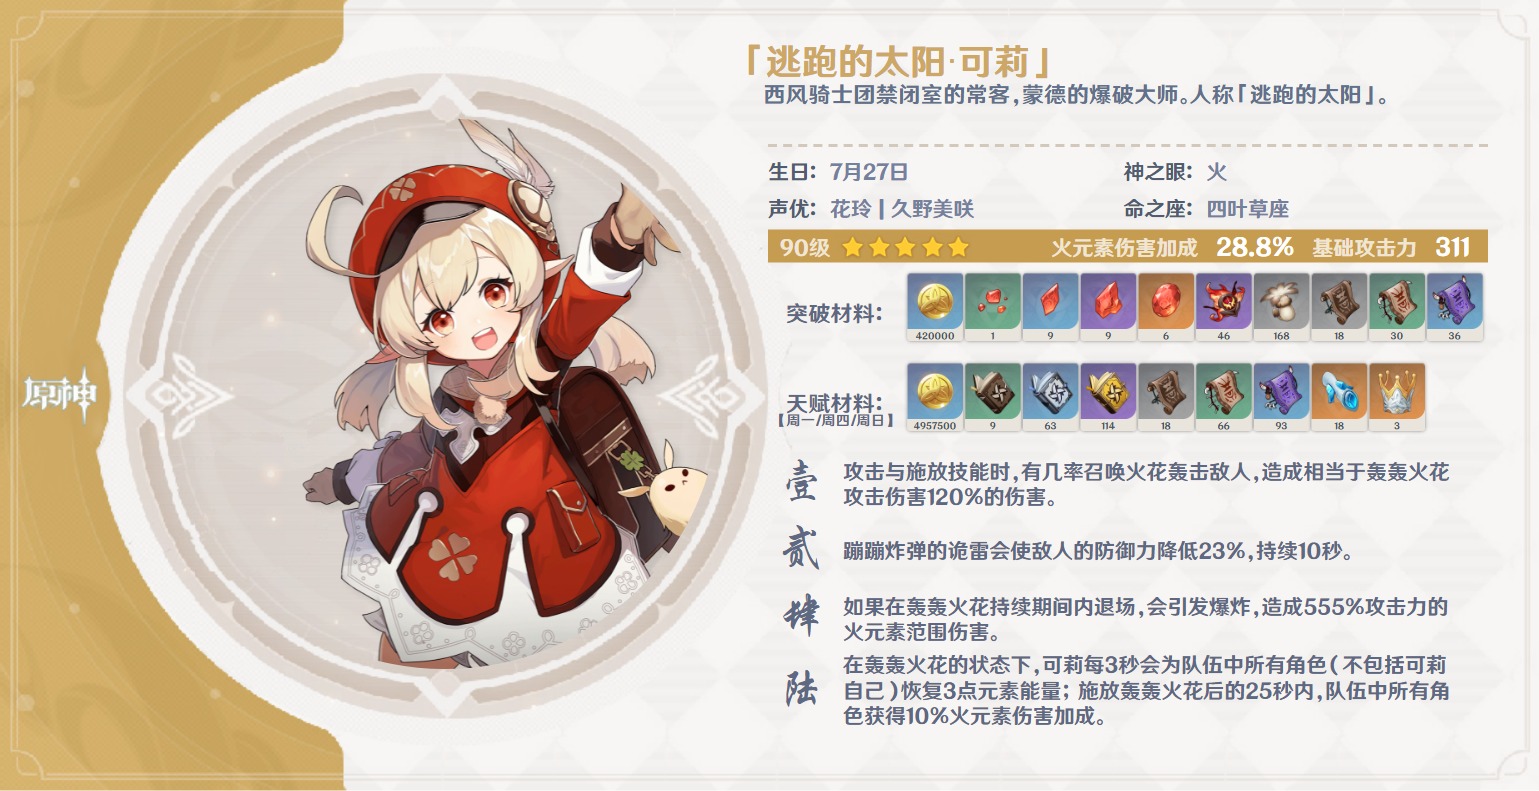 「逃跑的太阳·可莉」
西风骑士团禁闭室的常客,蒙德的爆破大师。人称「逃跑的太阳」。
生日: 7月27日 神之眼: 火
声优: 花玲 | 久野美咲 命之座: 四叶草座
90级 火元素伤害加成 28.8% 基础攻击力 311
突破材料:
420000 1 9 9 6 46 168 18 30 36
原神
天赋材料:
【周一/周四/周日】
4957500 9 63 114 18 66 93 18 3
壹
攻击与施放技能时,有几率召唤火花轰击敌人,造成相当于轰轰火花
攻击伤害120%的伤害。
贰
蹦蹦炸弹的诡雷会使敌人的防御力降低23%,持续10秒。
肆
如果在轰轰火花持续期间内退场,会引发爆炸,造成555%攻击力的
火元素范围伤害。
陆
在轰轰火花的状态下,可莉每3秒会为队伍中所有角色(不包括可莉
自己)恢复3点元素能量;施放轰轰火花后的25秒内,队伍中所有角
色获得10%火元素伤害加成。